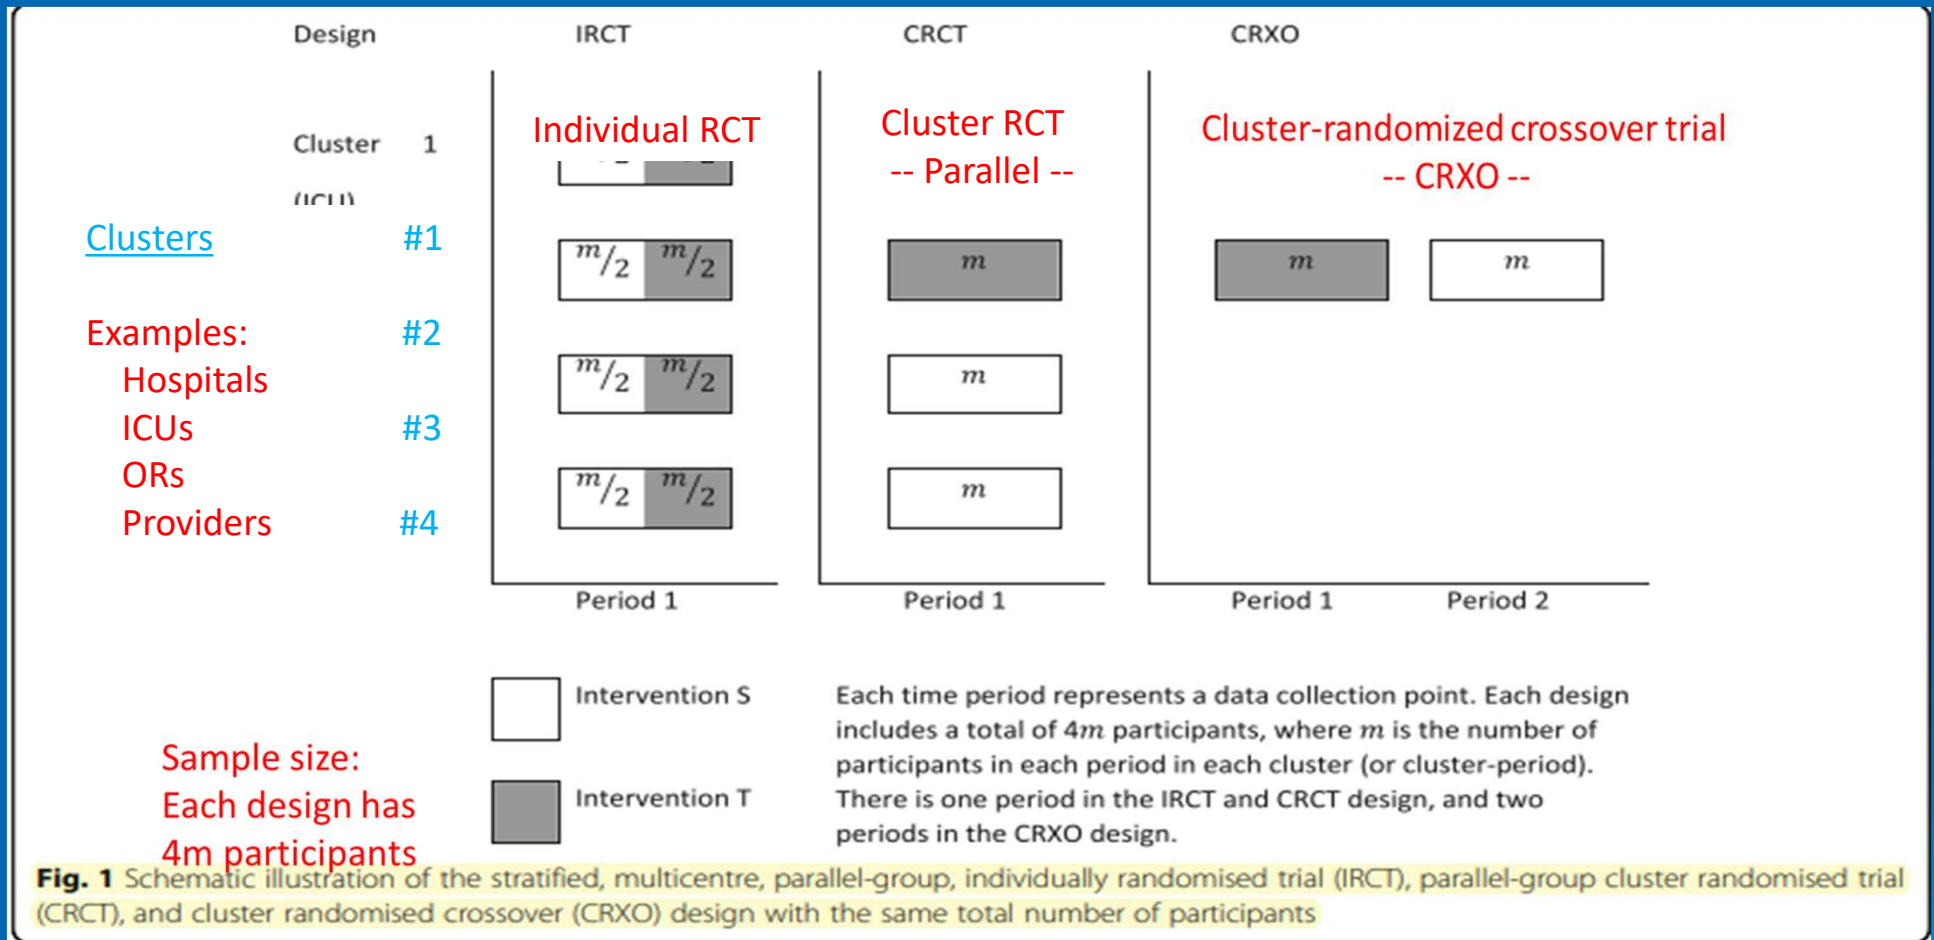 Design IRCT CRCT CRXO
Individual RCT
Cluster RCT
-- Parallel --
Cluster-randomized crossover trial
-- CRXO --
Cluster 1
(ICU)
Clusters #1
m/2 m/2 m m m
Examples: #2
Hospitals
m/2 m/2 m
ICUs #3
ORs
m/2 m/2 m
Providers #4
Period 1 Period 1 Period 1 Period 2
Intervention S
Intervention T
Each time period represents a data collection point. Each design
includes a total of 4m participants, where m is the number of
participants in each period in each cluster (or cluster-period).
There is one period in the IRCT and CRCT design, and two
periods in the CRXO design.
Sample size:
Each design has
4m participants
Fig. 1 Schematic illustration of the stratified, multicentre, parallel-group, individually randomised trial (IRCT), parallel-group cluster randomised trial
(CRCT), and cluster randomised crossover (CRXO) design with the same total number of participants